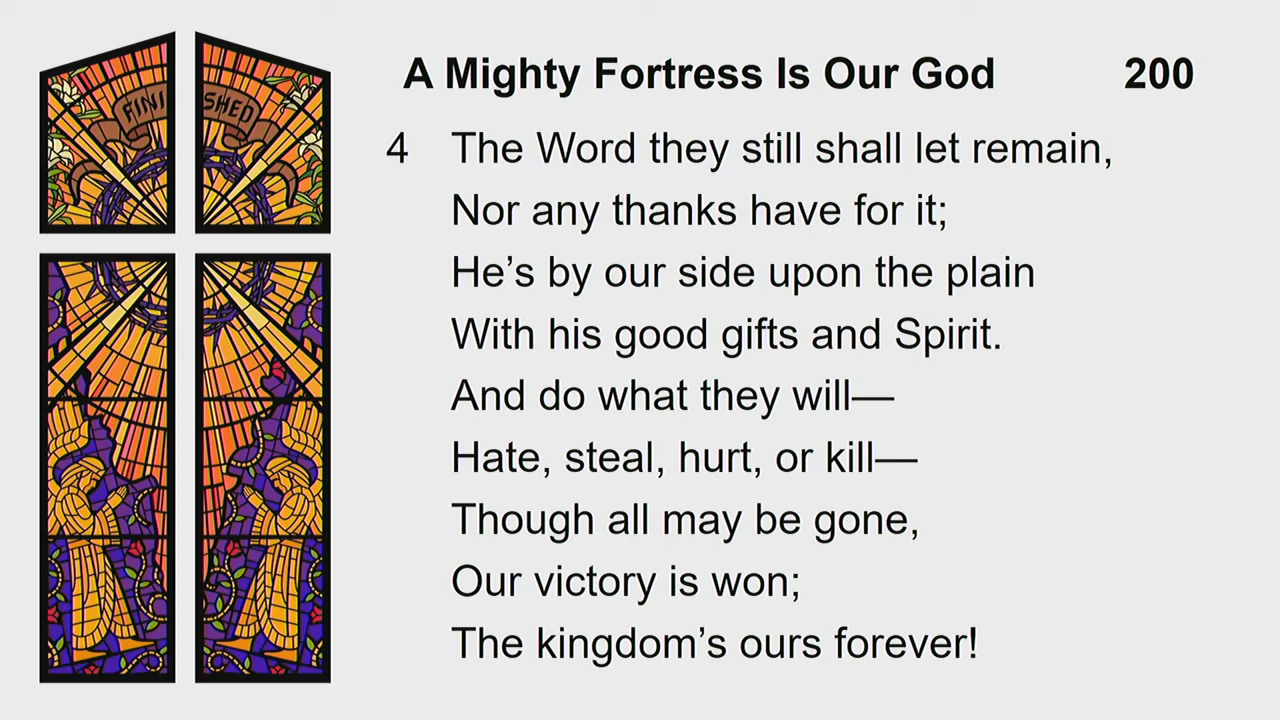 FINISHED
A Mighty Fortress Is Our God 200
4 The Word they still shall let remain,
Nor any thanks have for it;
He’s by our side upon the plain
With his good gifts and Spirit.
And do what they will—
Hate, steal, hurt, or kill—
Though all may be gone,
Our victory is won;
The kingdom’s ours forever!